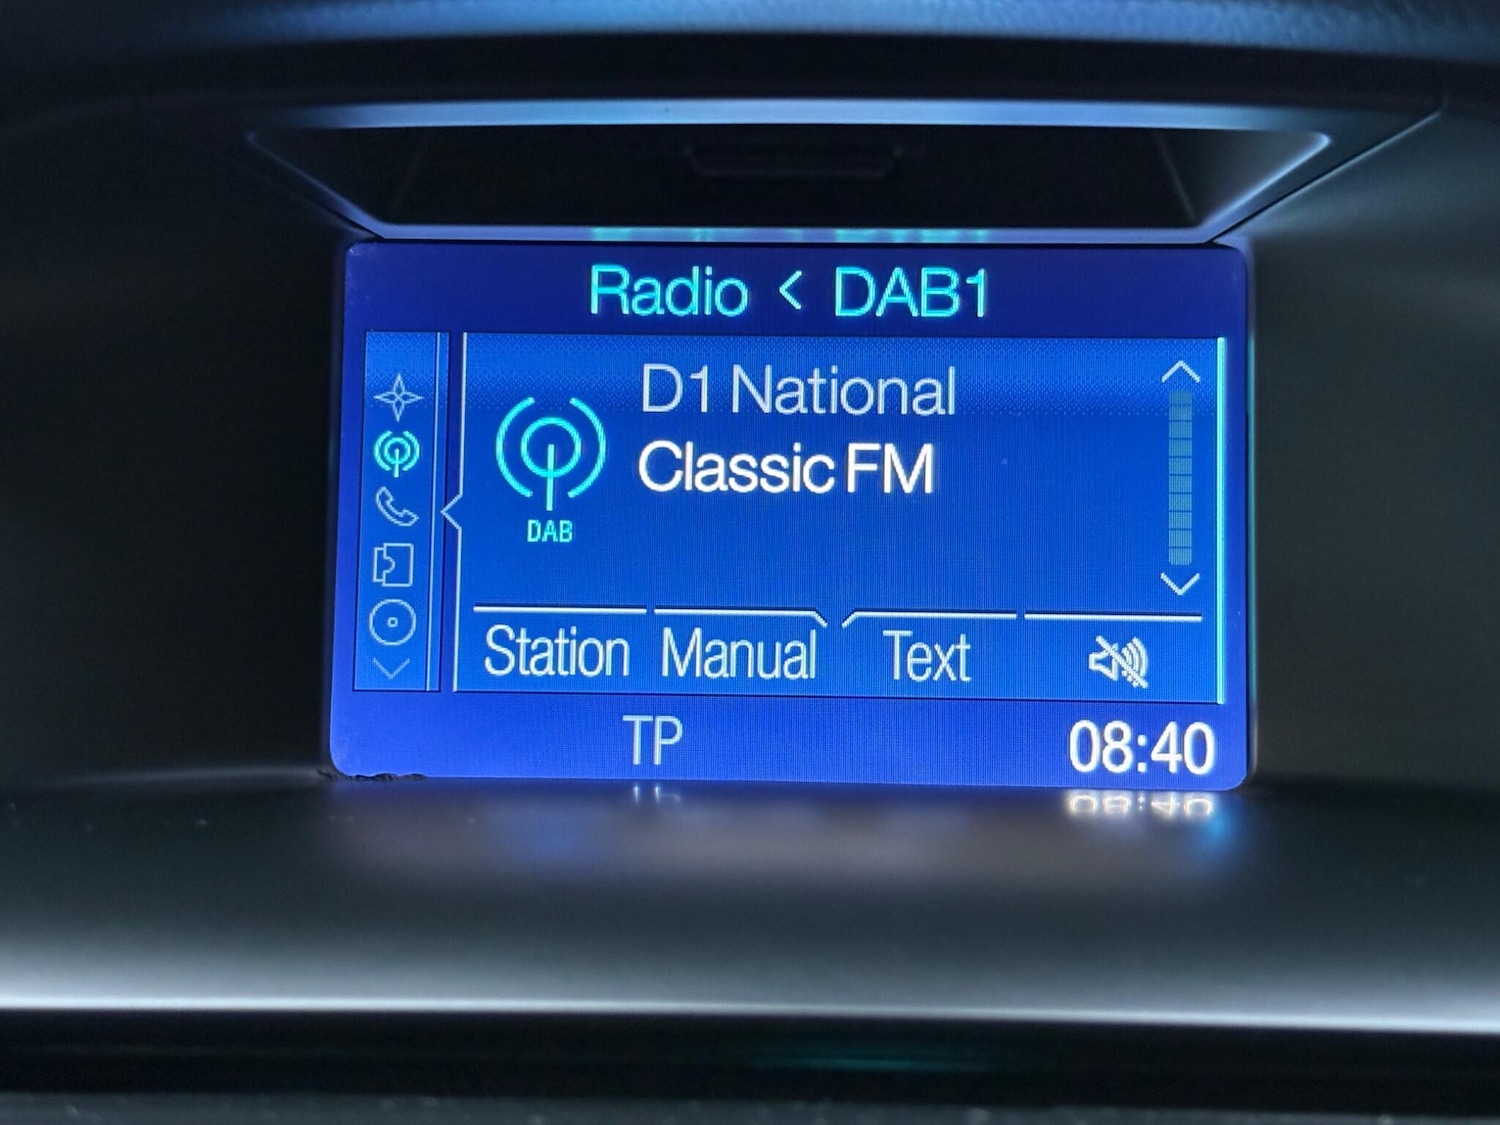 Radio < DAB1
D1 National
Classic FM
DAB
Station Manual Text
TP 08:40